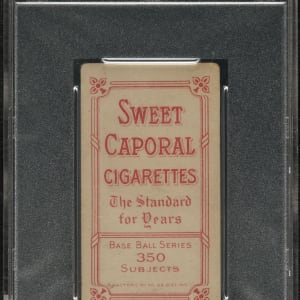 SWEET
CAPORAL
CIGARETTES
The Standard
for Years
BASE BALL SERIES
350
SUBJECTS